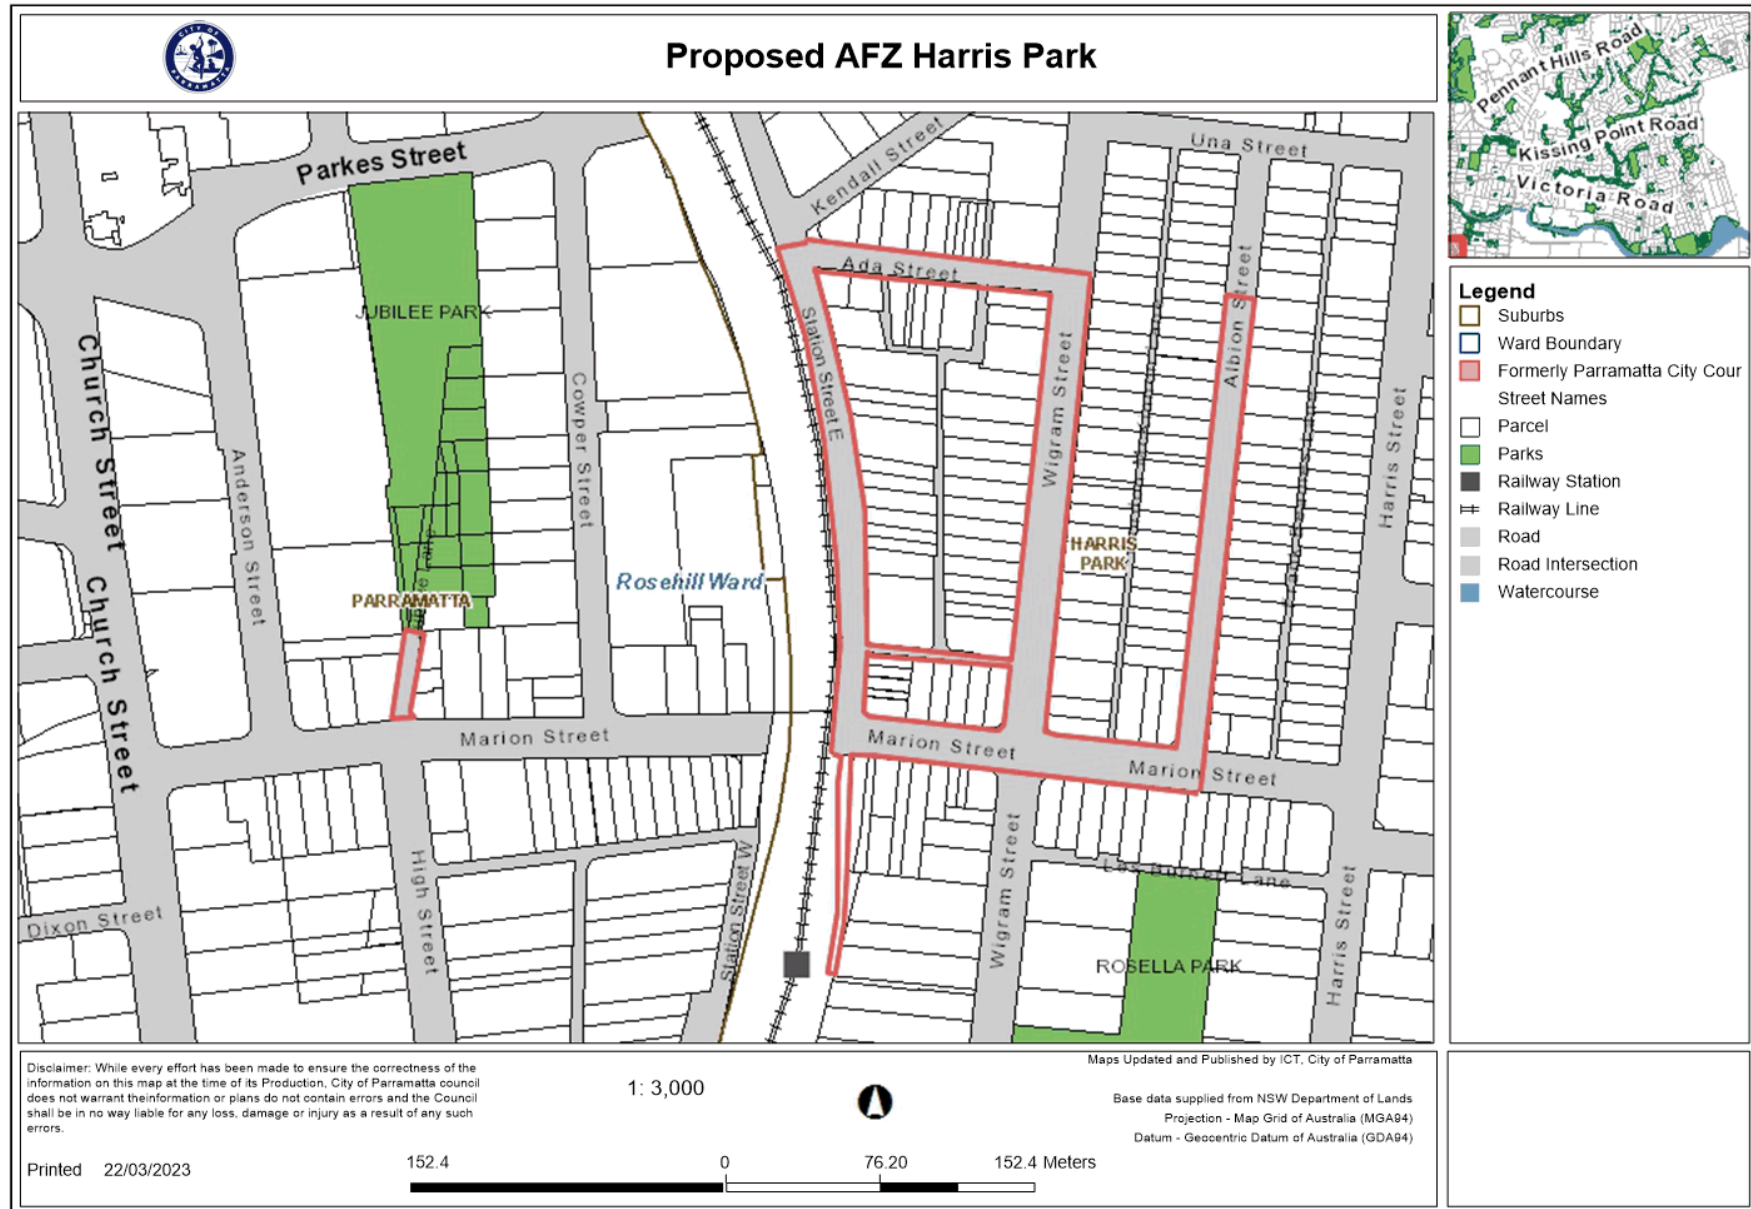 CITY OF
PARRAMATTA
Proposed AFZ Harris Park
Pennant Hills Road
Kissing Point Road
Victoria Road
Parkes Street
Kendall Street
Una Street
Ada Street
JUBILEE PARK
Church Street
Anderson Street
Cowper Street
Station Street E
Wigram Street
Albion Street
Harris Street
HARRIS
PARK
Rosehill Ward
PARRAMATTA
Church Street
Marion Street
Marion Street
Marion Street
High Street
Station Street W
Wigram Street
Les Burnett Lane
Harris Street
Dixon Street
ROSELLA PARK
Legend
Suburbs
Ward Boundary
Formerly Parramatta City Cour
Street Names
Parcel
Parks
Railway Station
Railway Line
Road
Road Intersection
Watercourse
Disclaimer: While every effort has been made to ensure the correctness of the
information on this map at the time of its Production, City of Parramatta council
does not warrant theinformation or plans do not contain errors and the Council
shall be in no way liable for any loss, damage or injury as a result of any such
errors.
Printed 22/03/2023
1: 3,000
152.4 0 76.20 152.4 Meters
Maps Updated and Published by ICT, City of Parramatta
Base data supplied from NSW Department of Lands
Projection - Map Grid of Australia (MGA94)
Datum - Geocentric Datum of Australia (GDA94)